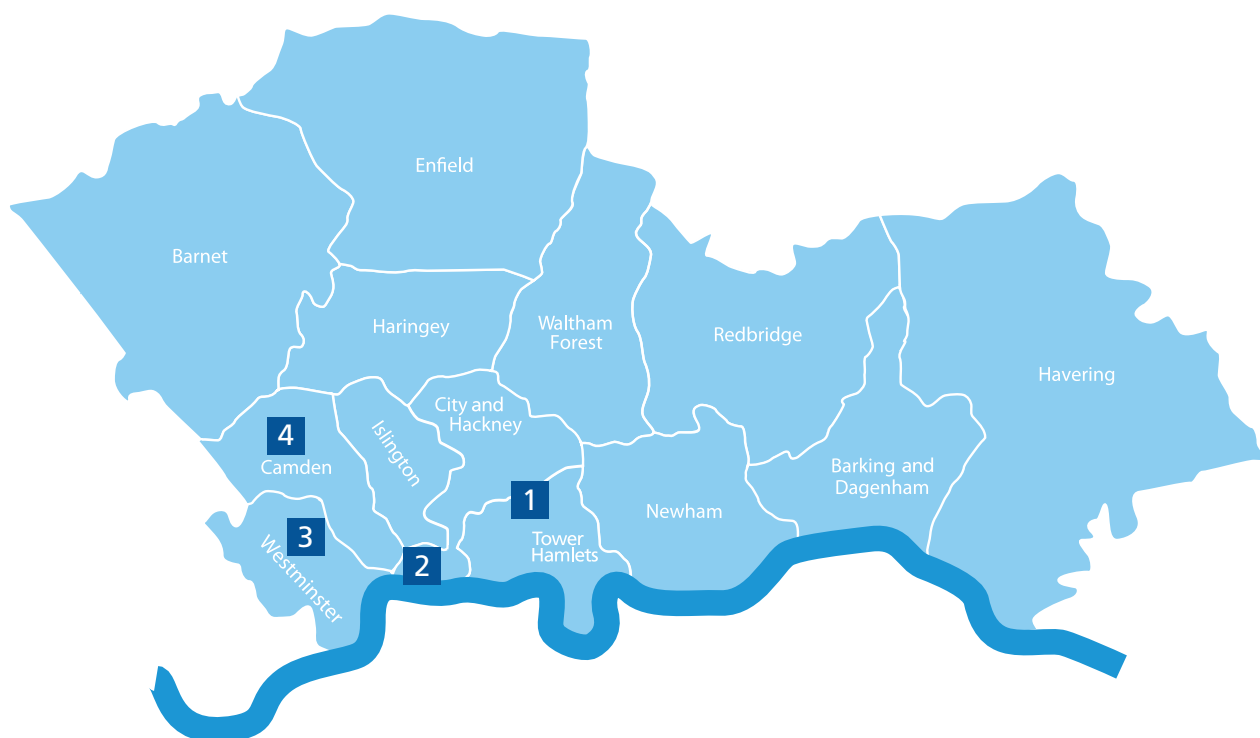 Enfield
Barnet
Haringey
Waltham
Forest
Redbridge
Havering
City and
Hackney
Islington
4
Camden
Barking and
Dagenham
1
Newham
3
Westminster
Tower
Hamlets
2